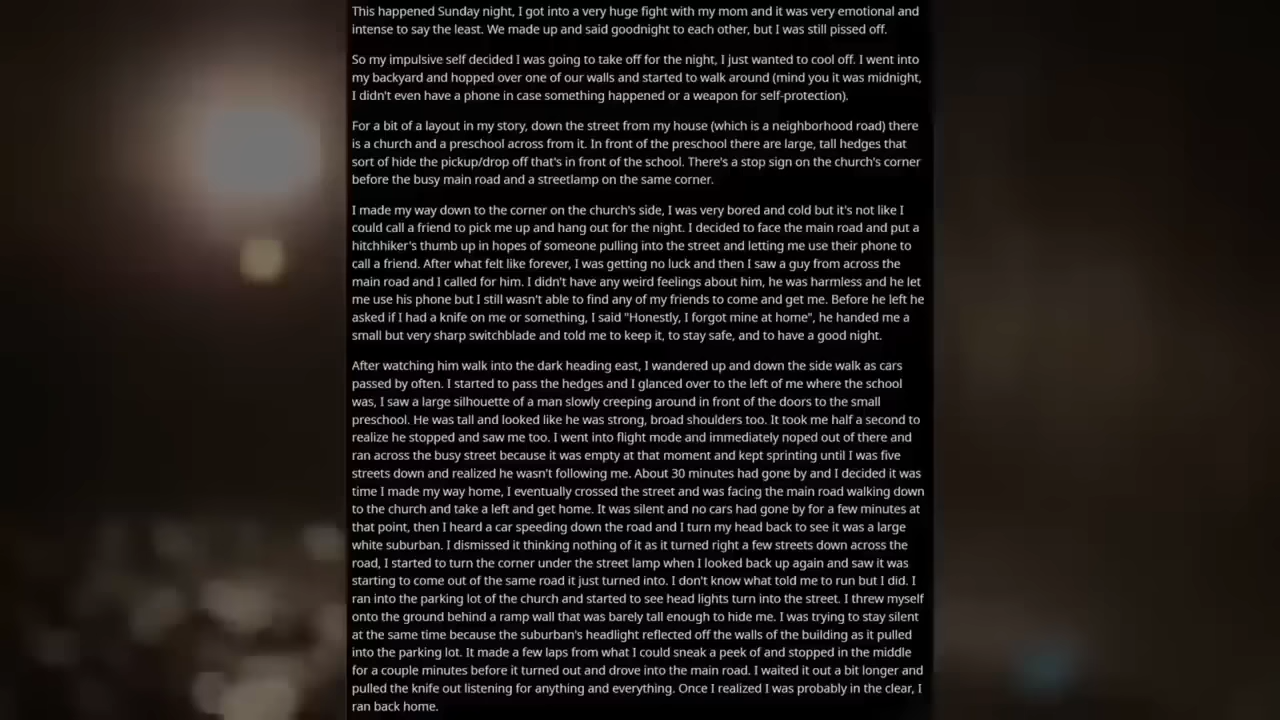 This happened Sunday night, I got into a very huge fight with my mom and it was very emotional and
intense to say the least. We made up and said goodnight to each other, but I was still pissed off.
So my impulsive self decided I was going to take off for the night, I just wanted to cool off. I went into
my backyard and hopped over one of our walls and started to walk around (mind you it was midnight,
I didn't even have a phone in case something happened or a weapon for self-protection).
For a bit of a layout in my story, down the street from my house (which is a neighborhood road) there
is a church and a preschool across from it. In front of the preschool there are large, tall hedges that
sort of hide the pickup/drop off that's in front of the school. There's a stop sign on the church's corner
before the busy main road and a streetlamp on the same corner.
I made my way down to the corner on the church's side, I was very bored and cold but it's not like I
could call a friend to pick me up and hang out for the night. I decided to face the main road and put a
hitchhiker's thumb up in hopes of someone pulling into the street and letting me use their phone to
call a friend. After what felt like forever, I was getting no luck and then I saw a guy from across the
main road and I called for him. I didn't have any weird feelings about him, he was harmless and he let
me use his phone but I still wasn't able to find any of my friends to come and get me. Before he left he
asked if I had a knife on me or something, I said "Honestly, I forgot mine at home", he handed me a
small but very sharp switchblade and told me to keep it, to stay safe, and to have a good night.
After watching him walk into the dark heading east, I wandered up and down the side walk as cars
passed by often. I started to pass the hedges and I glanced over to the left of me where the school
was, I saw a large silhouette of a man slowly creeping around in front of the doors to the small
preschool. He was tall and looked like he was strong, broad shoulders too. It took me half a second to
realize he stopped and saw me too. I went into flight mode and immediately noped out of there and
ran across the busy street because it was empty at that moment and kept sprinting until I was five
streets down and realized he wasn't following me. About 30 minutes had gone by and I decided it was
time I made my way home, I eventually crossed the street and was facing the main road walking down
to the church and take a left and get home. It was silent and no cars had gone by for a few minutes at
that point, then I heard a car speeding down the road and I turn my head back to see it was a large
white suburban. I dismissed it thinking nothing of it as it turned right a few streets down across the
road, I started to turn the corner under the street lamp when I looked back up again and saw it was
starting to come out of the same road it just turned into. I don't know what told me to run but I did. I
ran into the parking lot of the church and started to see head lights turn into the street. I threw myself
onto the ground behind a ramp wall that was barely tall enough to hide me. I was trying to stay silent
at the same time because the suburban's headlight reflected off the walls of the building as it pulled
into the parking lot. It made a few laps from what I could sneak a peek of and stopped in the middle
for a couple minutes before it turned out and drove into the main road. I waited it out a bit longer and
pulled the knife out listening for anything and everything. Once I realized I was probably in the clear, I
ran back home.